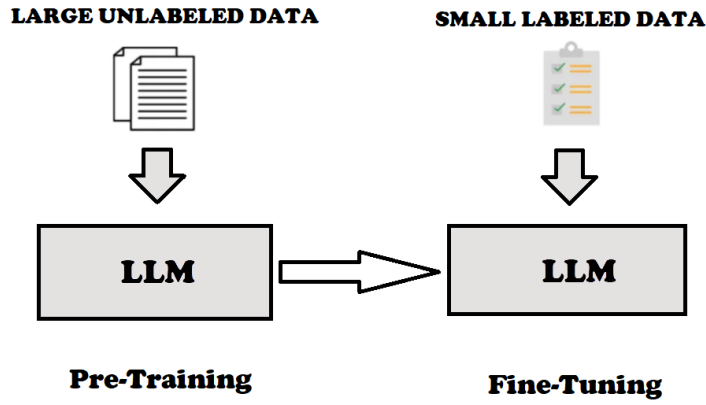 LARGE UNLABELED DATA
SMALL LABELED DATA
LLM
LLM
Pre-Training
Fine-Tuning